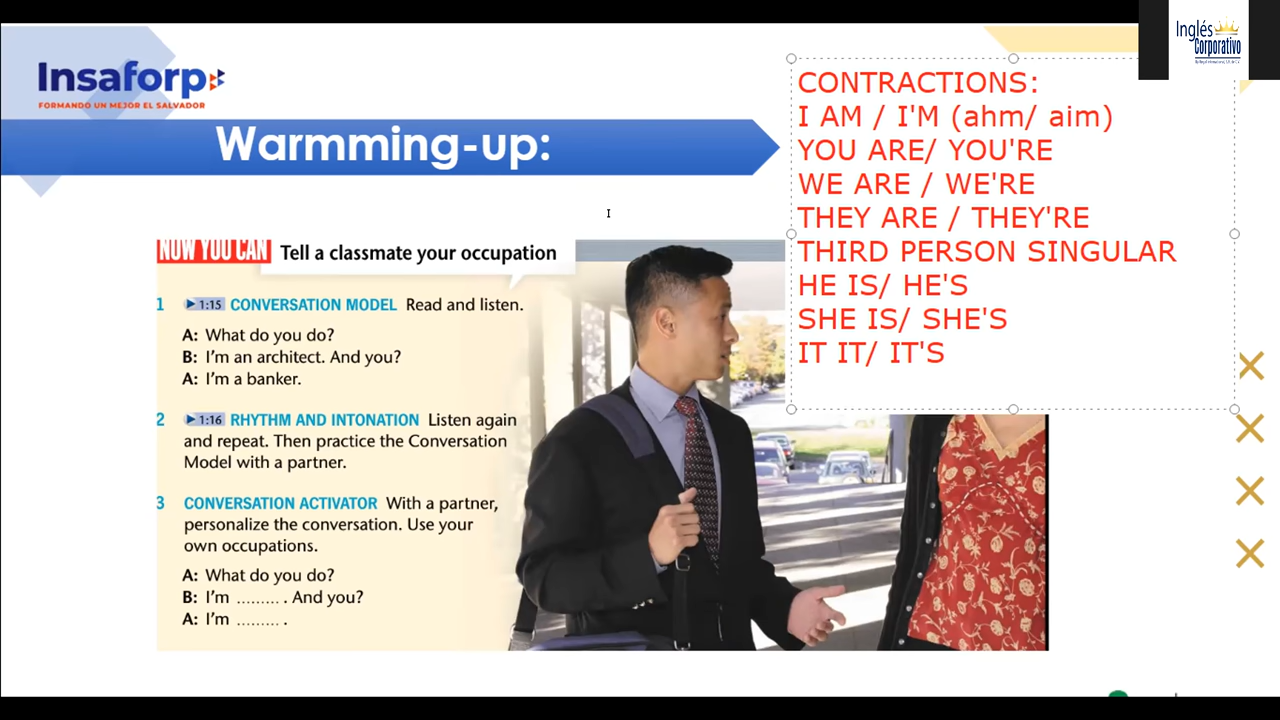 Insaforp
FORMANDO UN MEJOR EL SALVADOR
Inglés
Corporativo
Warmming-up:
CONTRACTIONS:
I AM / I'M (ahm/ aim)
YOU ARE/ YOU'RE
WE ARE / WE'RE
THEY ARE / THEY'RE
THIRD PERSON SINGULAR
HE IS/ HE'S
SHE IS/ SHE'S
IT IT/ IT'S
NOW YOU CAN Tell a classmate your occupation
1 1:15 CONVERSATION MODEL Read and listen.
A: What do you do?
B: I'm an architect. And you?
A: I'm a banker.
2 1:16 RHYTHM AND INTONATION Listen again
and repeat. Then practice the Conversation
Model with a partner.
3 CONVERSATION ACTIVATOR With a partner,
personalize the conversation. Use your
own occupations.
A: What do you do?
B: I'm ......... . And you?
A: I'm ......... .